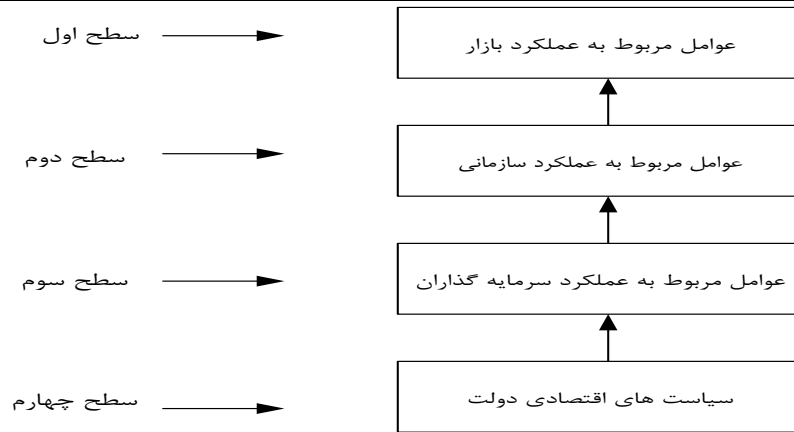 سطح اول
عوامل مربوط به عملکرد بازار
سطح دوم
عوامل مربوط به عملکرد سازمانی
سطح سوم
عوامل مربوط به عملکرد سرمایه گذاران
سطح چهارم
سیاست های اقتصادی دولت